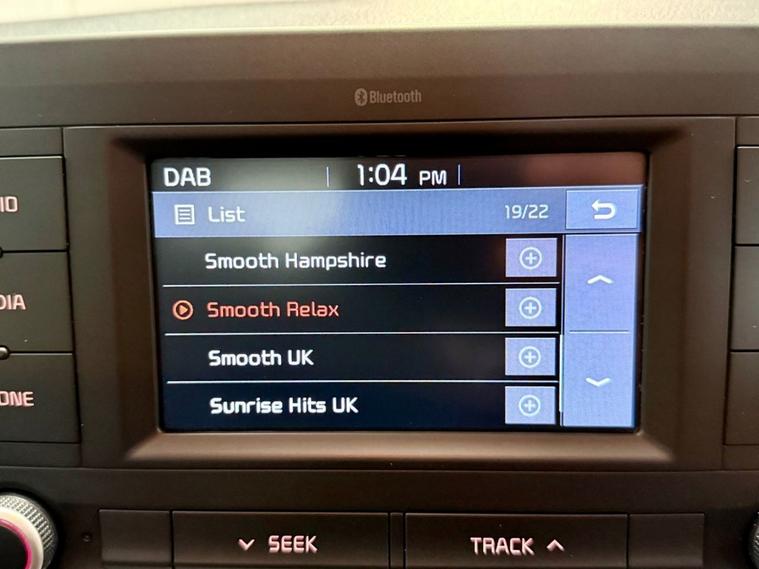 Bluetooth
DAB 1:04 PM
List 19/22
Smooth Hampshire
Smooth Relax
Smooth UK
Sunrise Hits UK
SEEK TRACK